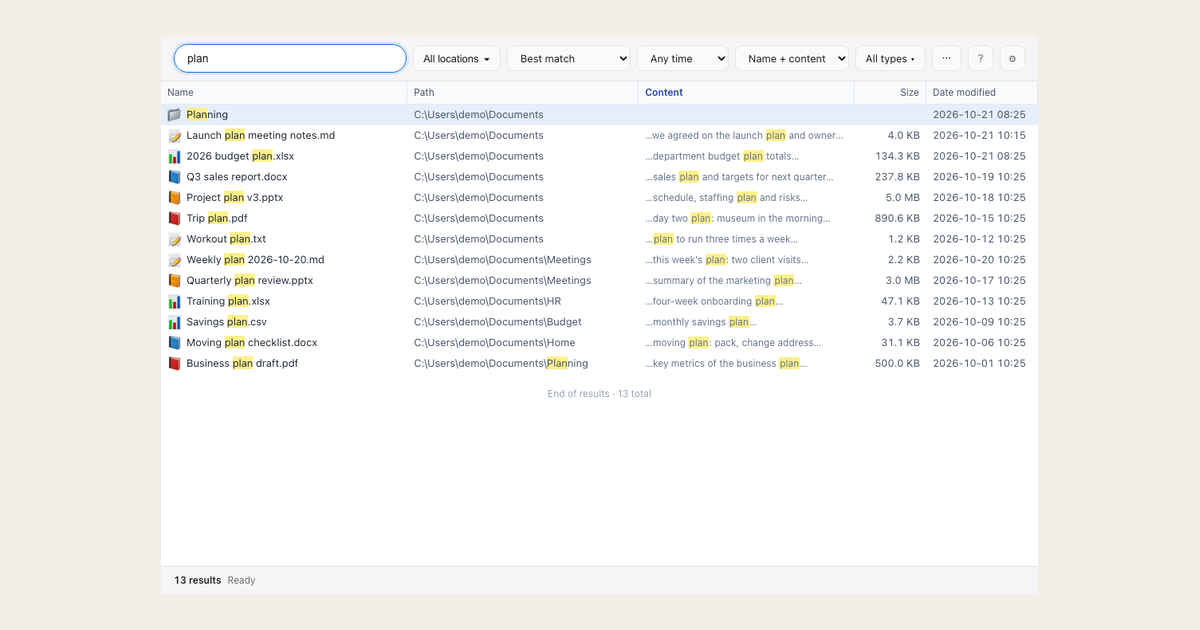 plan All locations Best match Any time Name + content All types ... ?
Name Path Content Size Date modified
Planning C:\Users\demo\Documents 2026-10-21 08:25
Launch plan meeting notes.md C:\Users\demo\Documents ...we agreed on the launch plan and owner... 4.0 KB 2026-10-21 10:15
2026 budget plan.xlsx C:\Users\demo\Documents ...department budget plan totals... 134.3 KB 2026-10-21 08:25
Q3 sales report.docx C:\Users\demo\Documents ...sales plan and targets for next quarter... 237.8 KB 2026-10-19 10:25
Project plan v3.pptx C:\Users\demo\Documents ...schedule, staffing plan and risks... 5.0 MB 2026-10-18 10:25
Trip plan.pdf C:\Users\demo\Documents ...day two plan: museum in the morning... 890.6 KB 2026-10-15 10:25
Workout plan.txt C:\Users\demo\Documents ...plan to run three times a week... 1.2 KB 2026-10-12 10:25
Weekly plan 2026-10-20.md C:\Users\demo\Documents\Meetings ...this week's plan: two client visits... 2.2 KB 2026-10-20 10:25
Quarterly plan review.pptx C:\Users\demo\Documents\Meetings ...summary of the marketing plan... 3.0 MB 2026-10-17 10:25
Training plan.xlsx C:\Users\demo\Documents\HR ...four-week onboarding plan... 47.1 KB 2026-10-13 10:25
Savings plan.csv C:\Users\demo\Documents\Budget ...monthly savings plan... 3.7 KB 2026-10-09 10:25
Moving plan checklist.docx C:\Users\demo\Documents\Home ...moving plan: pack, change address... 31.1 KB 2026-10-06 10:25
Business plan draft.pdf C:\Users\demo\Documents\Planning ...key metrics of the business plan... 500.0 KB 2026-10-01 10:25
End of results · 13 total
13 results Ready